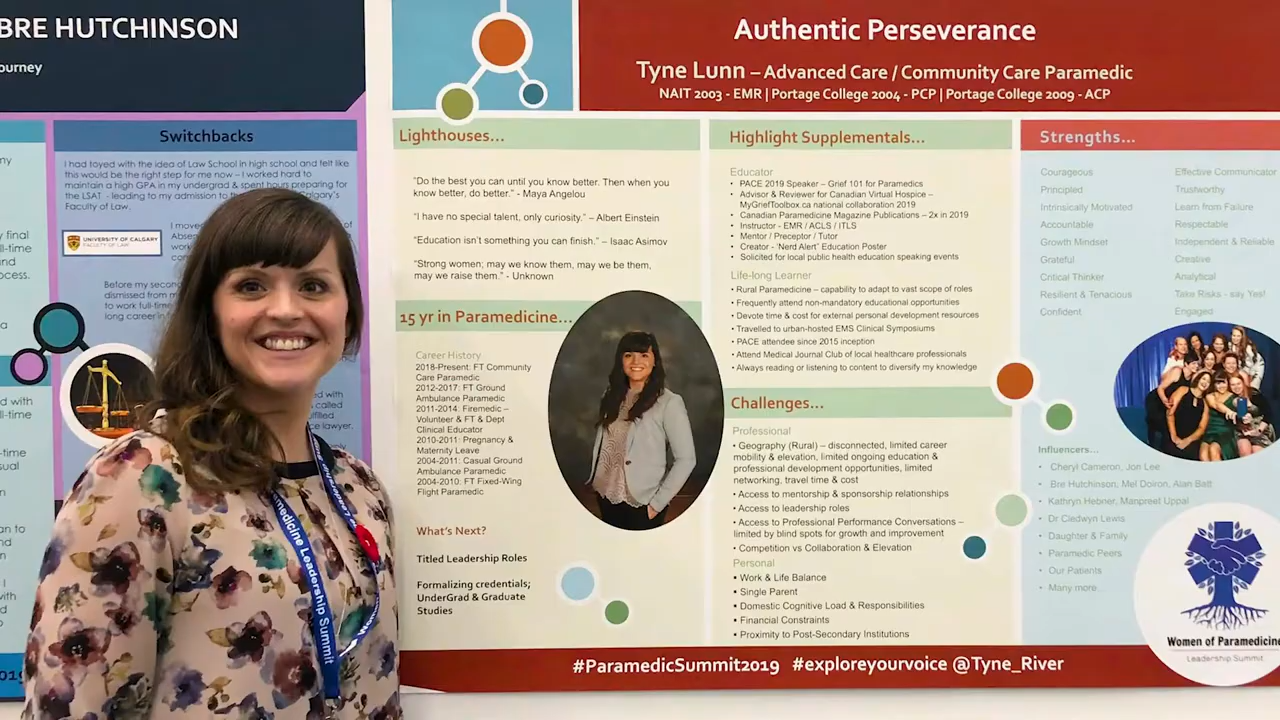 BRE HUTCHINSON
ourney
Switchbacks
I had toyed with the idea of Law School in high school and felt like
this would be the right step for me now – I worked hard to
maintain a high GPA in my undergrad & spent hours preparing for
the LSAT - leading to my admission to the Calgary's
Faculty of Law.
UNIVERSITY OF CALGARY
FACULTY OF LAW
Before my second
dismissed from
to work full-time
long career in
Authentic Perseverance
Tyne Lunn – Advanced Care / Community Care Paramedic
NAIT 2003 - EMR | Portage College 2004 - PCP | Portage College 2009 - ACP
Lighthouses...
"Do the best you can until you know better. Then when you
know better, do better." - Maya Angelou
"I have no special talent, only curiosity." – Albert Einstein
"Education isn't something you can finish." – Isaac Asimov
"Strong women; may we know them, may we be them,
may we raise them." - Unknown
15 yr in Paramedicine...
Career History
2018-Present: FT Community
Care Paramedic
2012-2017: FT Ground
Ambulance Paramedic
2011-2014: Firemedic –
Volunteer & FT & Dept
Clinical Educator
2010-2011: Pregnancy &
Maternity Leave
2004-2011: Casual Ground
Ambulance Paramedic
2004-2010: FT Fixed-Wing
Flight Paramedic
What's Next?
Titled Leadership Roles
Formalizing credentials;
UnderGrad & Graduate
Studies
Highlight Supplementals...
Educator
• PACE 2019 Speaker – Grief 101 for Paramedics
• Advisor & Reviewer for Canadian Virtual Hospice –
MyGriefToolbox.ca national collaboration 2019
• Canadian Paramedicine Magazine Publications – 2x in 2019
• Instructor - EMR / ACLS / ITLS
• Mentor / Preceptor / Tutor
• Creator - 'Nerd Alert' Education Poster
• Solicited for local public health education speaking events
Life-long Learner
• Rural Paramedicine – capability to adapt to vast scope of roles
• Frequently attend non-mandatory educational opportunities
• Devote time & cost for external personal development resources
• Travelled to urban-hosted EMS Clinical Symposiums
• PACE attendee since 2015 inception
• Attend Medical Journal Club of local healthcare professionals
• Always reading or listening to content to diversify my knowledge
Challenges...
Professional
• Geography (Rural) – disconnected, limited career
mobility & elevation, limited ongoing education &
professional development opportunities, limited
networking, travel time & cost
• Access to mentorship & sponsorship relationships
• Access to leadership roles
• Access to Professional Performance Conversations –
limited by blind spots for growth and improvement
• Competition vs Collaboration & Elevation
Personal
▪ Work & Life Balance
▪ Single Parent
▪ Domestic Cognitive Load & Responsibilities
▪ Financial Constraints
▪ Proximity to Post-Secondary Institutions
Strengths...
Courageous Effective Communicator
Principled Trustworthy
Intrinsically Motivated Learn from Failure
Accountable Respectable
Growth Mindset Independent & Reliable
Grateful Creative
Critical Thinker Analytical
Resilient & Tenacious Take Risks - say Yes!
Confident Engaged
Influencers...
• Cheryl Cameron, Jon Lee
• Bre Hutchinson, Mel Doiron, Alan Batt
• Kathryn Hebner, Manpreet Uppal
• Dr Cledwyn Lewis
• Daughter & Family
• Paramedic Peers
• Our Patients
• Many more...
Women of Paramedicine
Leadership Summit
#ParamedicSummit2019 #exploreyourvoice @Tyne_River
Leadership Summit